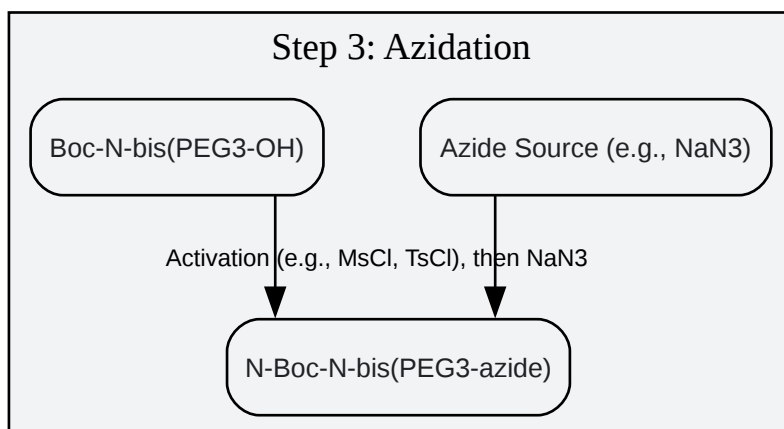 Step 3: Azidation
Boc-N-bis(PEG3-OH)
Azide Source (e.g., NaN3)
Activation (e.g., MsCl, TsCl), then NaN3
N-Boc-N-bis(PEG3-azide)